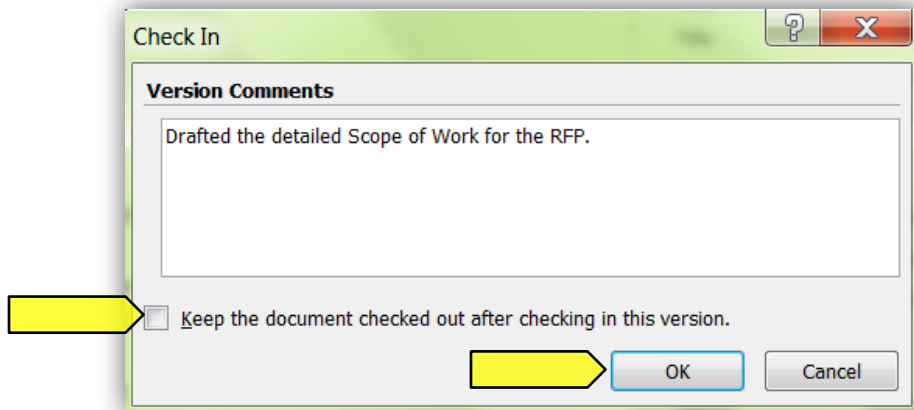 Check In
Version Comments
Drafted the detailed Scope of Work for the RFP.
Keep the document checked out after checking in this version.
OK Cancel